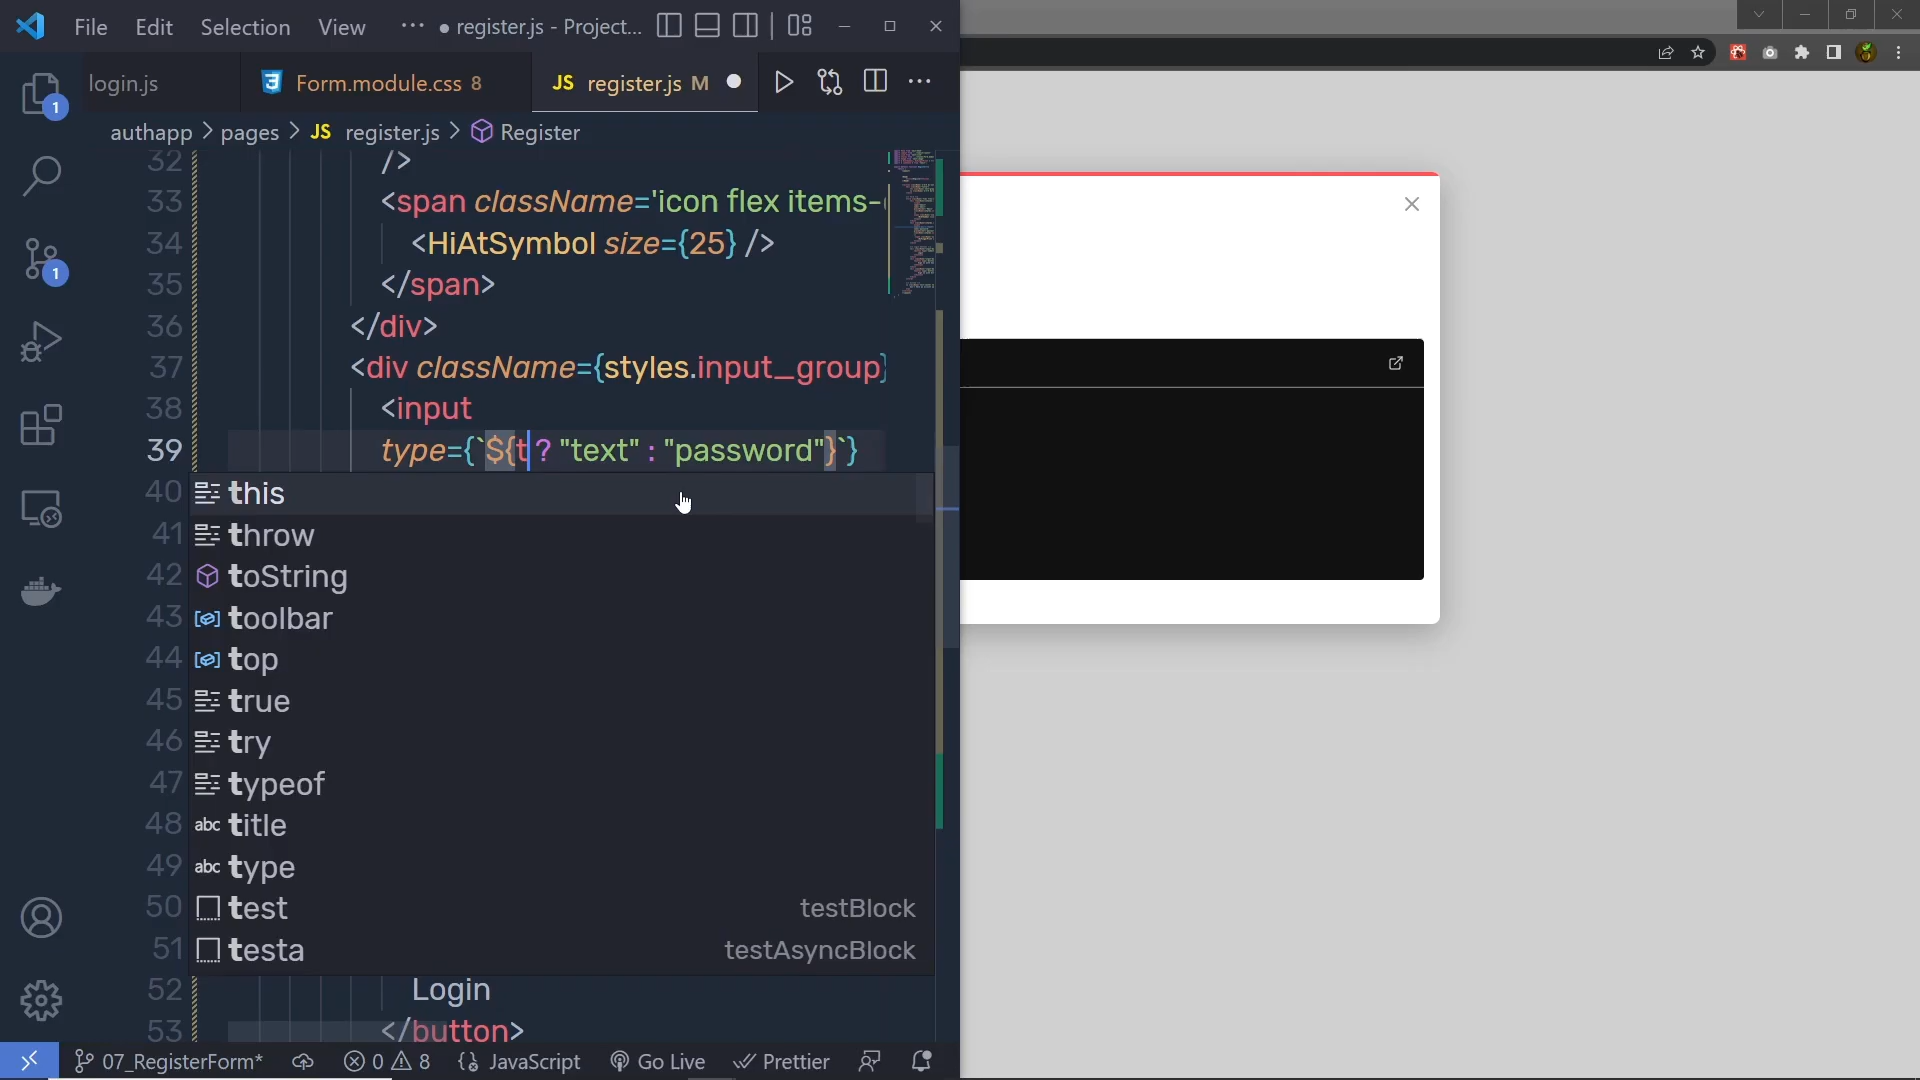 File Edit Selection View ··· ● register.js - Project...
login.js Form.module.css 8 JS register.js M
authapp > pages > JS register.js > Register
32 />
33 <span className='icon flex items-
34 <HiAtSymbol size={25} />
35 </span>
36 </div>
37 <div className={styles.input_group}
38 <input
39 type={`${t? "text" : "password"}`}
40 this
41 throw
42 toString
43 toolbar
44 top
45 true
46 try
47 typeof
48 abc title
49 abc type
50 test testBlock
51 testa testAsyncBlock
52 Login
53 </button>
1
1
07_RegisterForm* 0 8 JavaScript Go Live Prettier